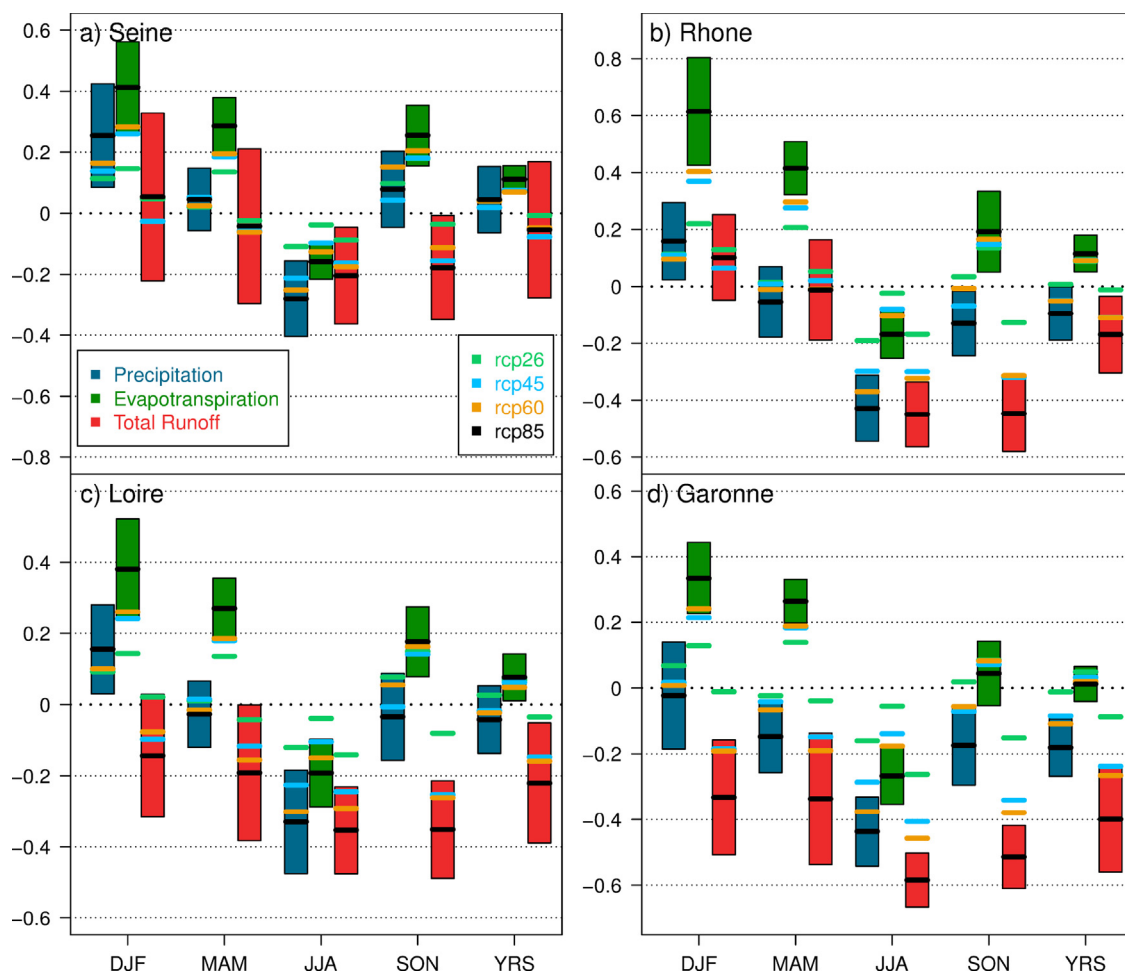 a) Seine
0.6
0.4
0.2
0
−0.2
−0.4
−0.6
−0.8
Precipitation
Evapotranspiration
Total Runoff
rcp26
rcp45
rcp60
rcp85
b) Rhone
0.8
0.6
0.4
0.2
0
−0.2
−0.4
−0.6
c) Loire
0.4
0.2
0
−0.2
−0.4
−0.6
DJF MAM JJA SON YRS
d) Garonne
0.6
0.4
0.2
0
−0.2
−0.4
−0.6
DJF MAM JJA SON YRS